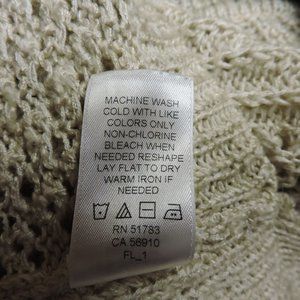 MACHINE WASH
COLD WITH LIKE
COLORS ONLY
NON-CHLORINE
BLEACH WHEN
NEEDED RESHAPE
LAY FLAT TO DRY
WARM IRON IF
NEEDED
RN 51783
CA 56910
FL_1